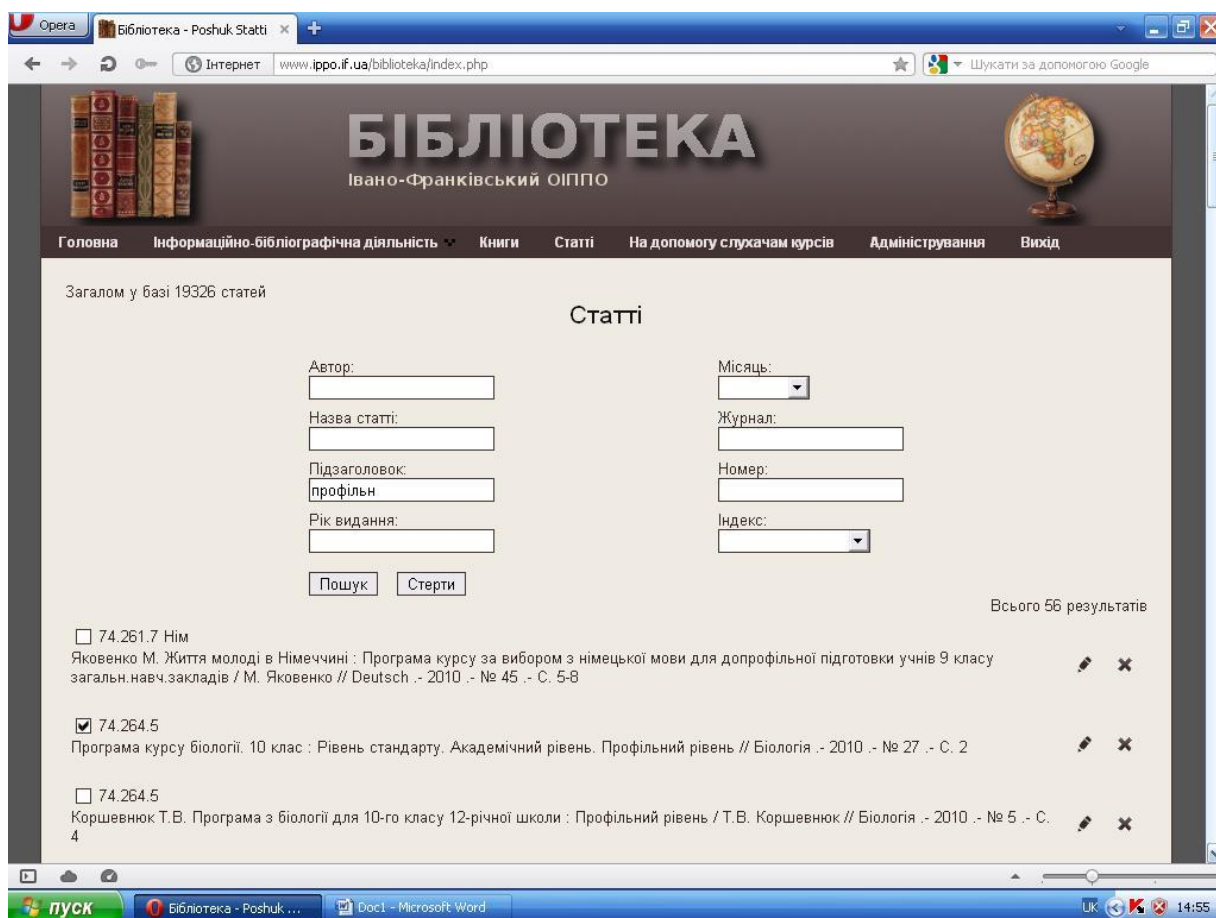 Opera
Бібліотека - Poshuk Statti
Інтернет
www.ippo.if.ua/biblioteka/index.php
Шукати за допомогою Google
БІБЛІОТЕКА
Івано-Франківський ОІППО
Головна Інформаційно-бібліографічна діяльність Книги Статті На допомогу слухачам курсів Адміністрування Вихід
Загалом у базі 19326 статей
Статті
Автор:
Місяць:
Назва статті:
Журнал:
Підзаголовок:
Номер:
профільн
Рік видання:
Індекс:
Пошук Стерти
Всього 56 результатів
74.261.7 Нім
Яковенко М. Життя молоді в Німеччині : Програма курсу за вибором з німецької мови для допрофільної підготовки учнів 9 класу
загальн.навч.закладів / М. Яковенко // Deutsch .- 2010 .- № 45 .- С. 5-8
74.264.5
Програма курсу біології. 10 клас : Рівень стандарту. Академічний рівень. Профільний рівень // Біологія .- 2010 .- № 27 .- С. 2
74.264.5
Коршевнюк Т.В. Програма з біології для 10-го класу 12-річної школи : Профільний рівень / Т.В. Коршевнюк // Біологія .- 2010 .- № 5 .- С.
4
пуск
Бібліотека - Poshuk ...
Doc1 - Microsoft Word
UK
14:55